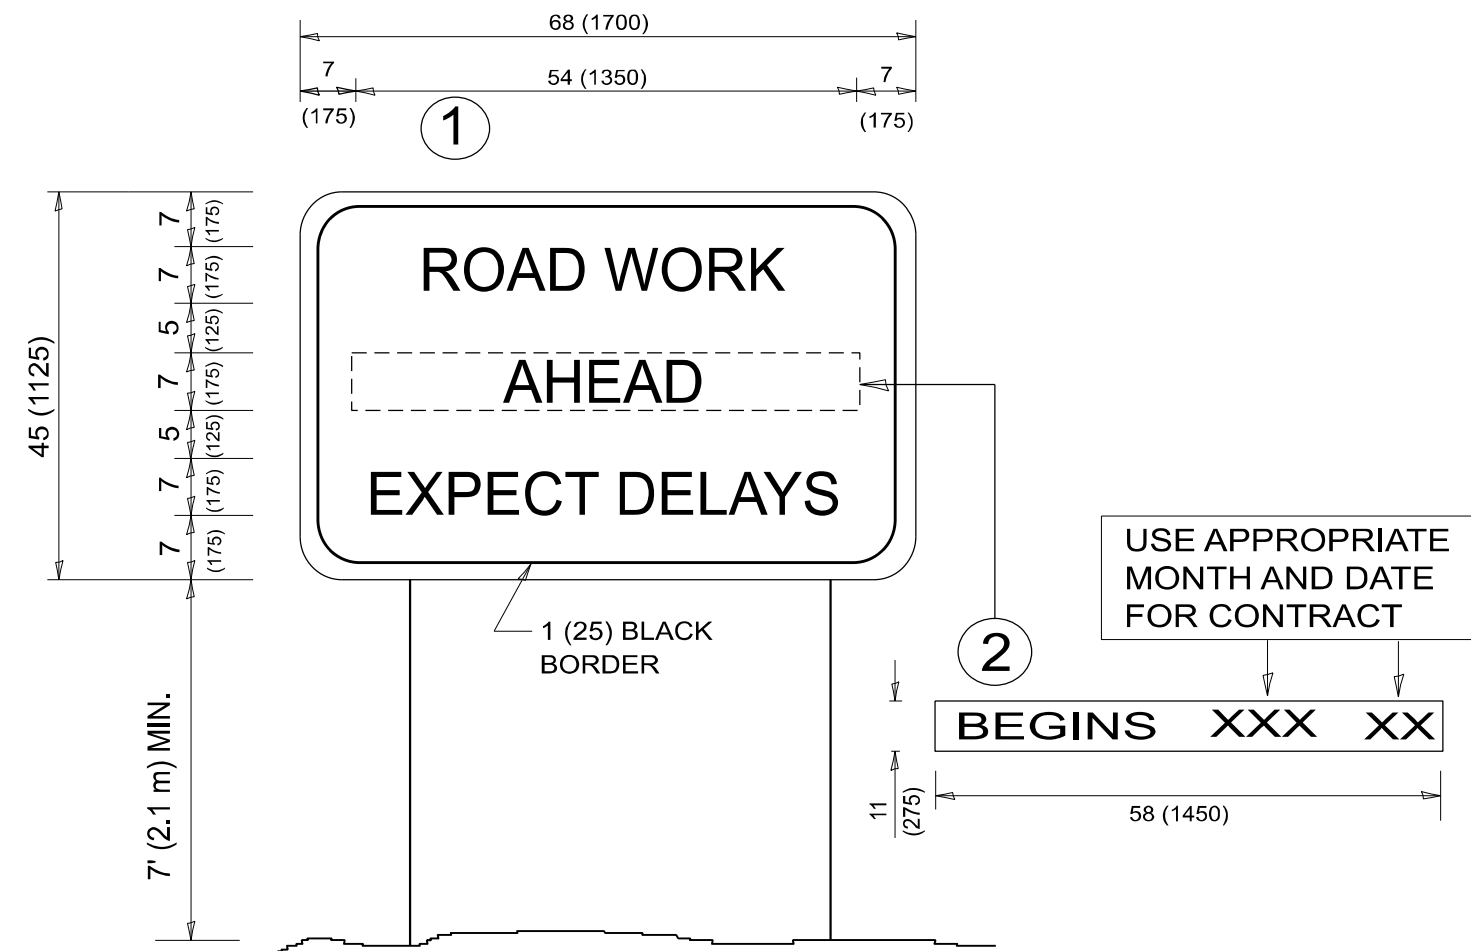 68 (1700)
7
54 (1350)
7
(175)
(175)
1
7
(175)
7
(175)
5
(125)
7
(175)
5
(125)
7
(175)
7
(175)
45 (1125)
ROAD WORK
AHEAD
EXPECT DELAYS
1 (25) BLACK
BORDER
7' (2.1 m) MIN.
2
USE APPROPRIATE
MONTH AND DATE
FOR CONTRACT
BEGINS XXX XX
11
(275)
58 (1450)